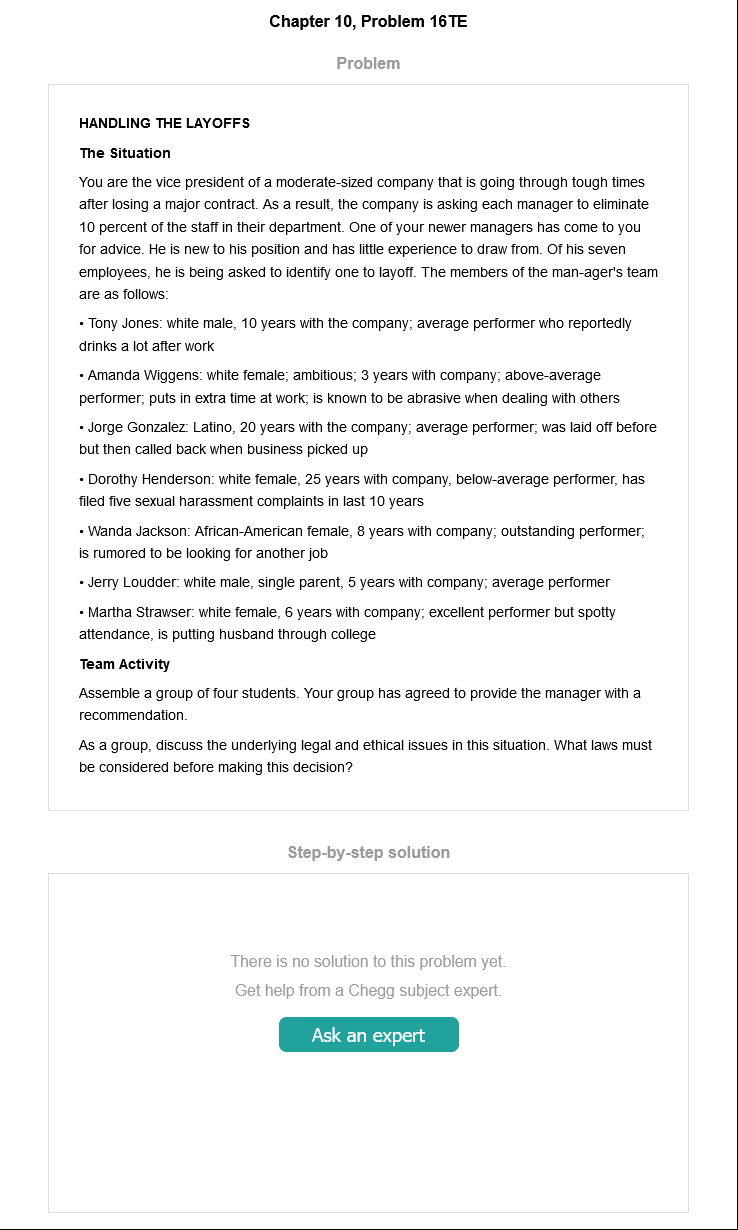 Chapter 10, Problem 16TE
Problem
HANDLING THE LAYOFFS
The Situation
You are the vice president of a moderate-sized company that is going through tough times
after losing a major contract. As a result, the company is asking each manager to eliminate
10 percent of the staff in their department. One of your newer managers has come to you
for advice. He is new to his position and has little experience to draw from. Of his seven
employees, he is being asked to identify one to layoff. The members of the man-ager's team
are as follows:
• Tony Jones: white male, 10 years with the company; average performer who reportedly
drinks a lot after work
• Amanda Wiggens: white female; ambitious; 3 years with company; above-average
performer; puts in extra time at work; is known to be abrasive when dealing with others
• Jorge Gonzalez: Latino, 20 years with the company; average performer; was laid off before
but then called back when business picked up
• Dorothy Henderson: white female, 25 years with company, below-average performer, has
filed five sexual harassment complaints in last 10 years
• Wanda Jackson: African-American female, 8 years with company; outstanding performer;
is rumored to be looking for another job
• Jerry Loudder: white male, single parent, 5 years with company; average performer
• Martha Strawser: white female, 6 years with company; excellent performer but spotty
attendance, is putting husband through college
Team Activity
Assemble a group of four students. Your group has agreed to provide the manager with a
recommendation.
As a group, discuss the underlying legal and ethical issues in this situation. What laws must
be considered before making this decision?
Step-by-step solution
There is no solution to this problem yet.
Get help from a Chegg subject expert.
Ask an expert